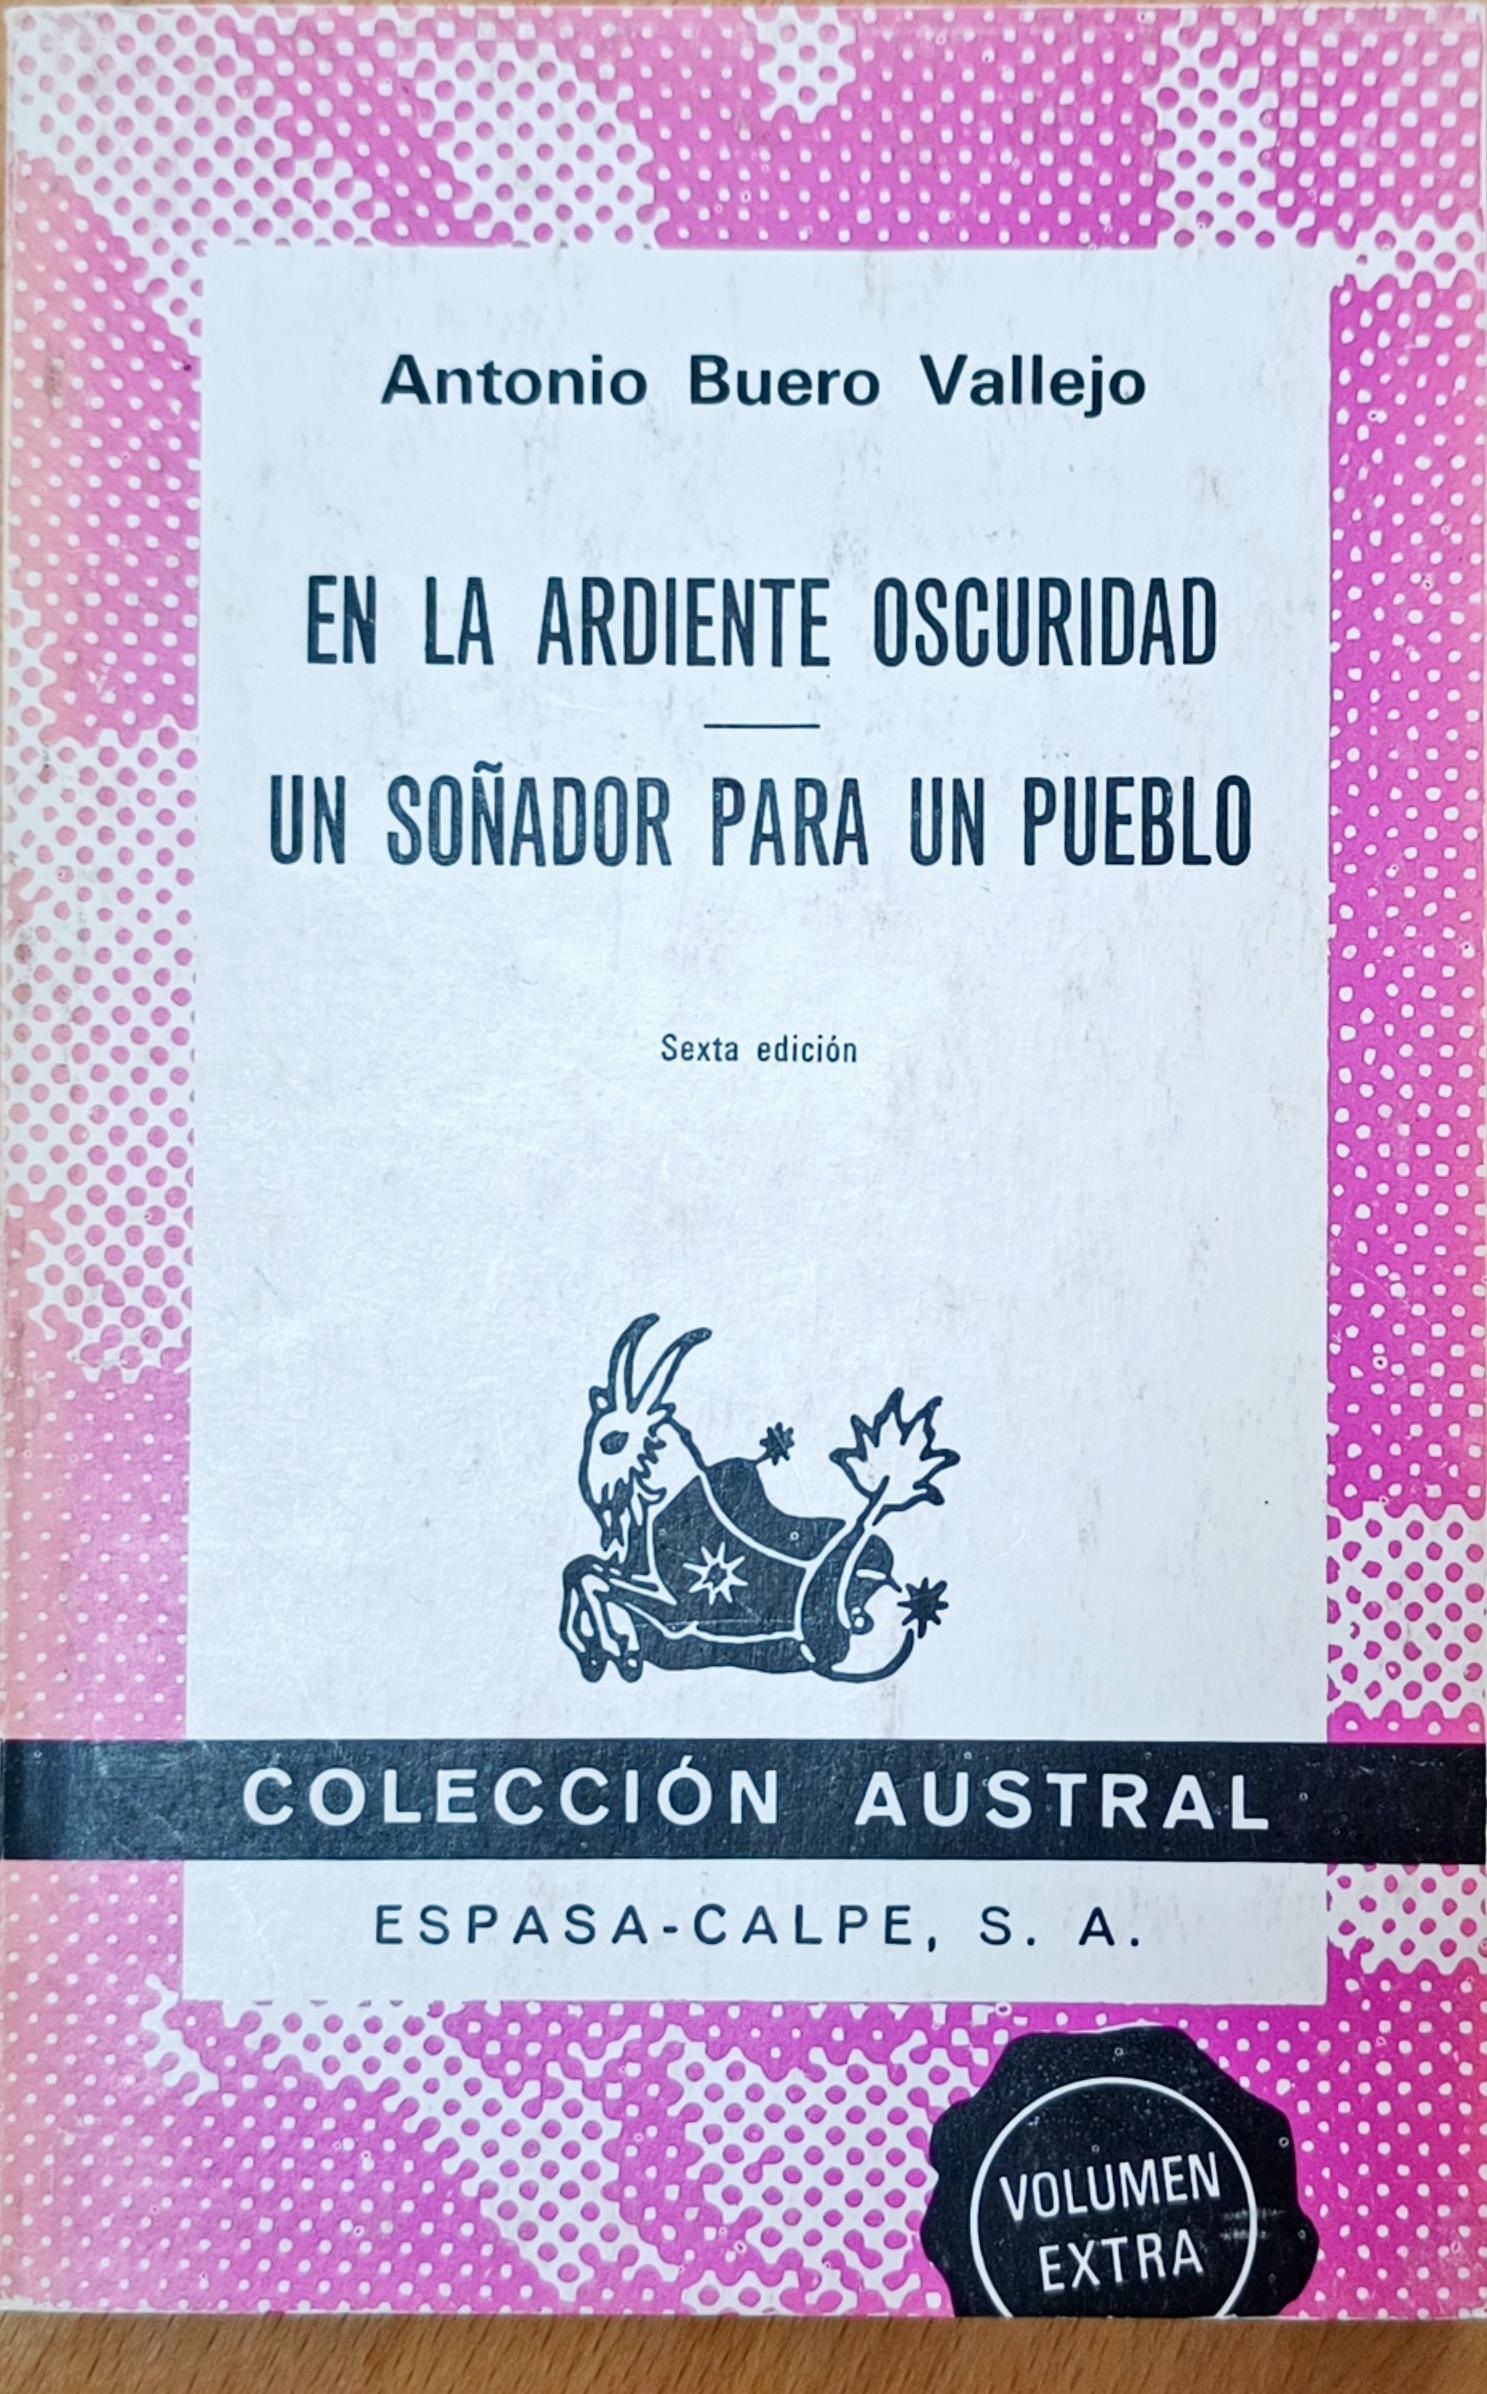 Antonio Buero Vallejo
EN LA ARDIENTE OSCURIDAD
UN SOÑADOR PARA UN PUEBLO
Sexta edición
COLECCIÓN AUSTRAL
ESPASA-CALPE, S. A.
VOLUMEN
EXTRA